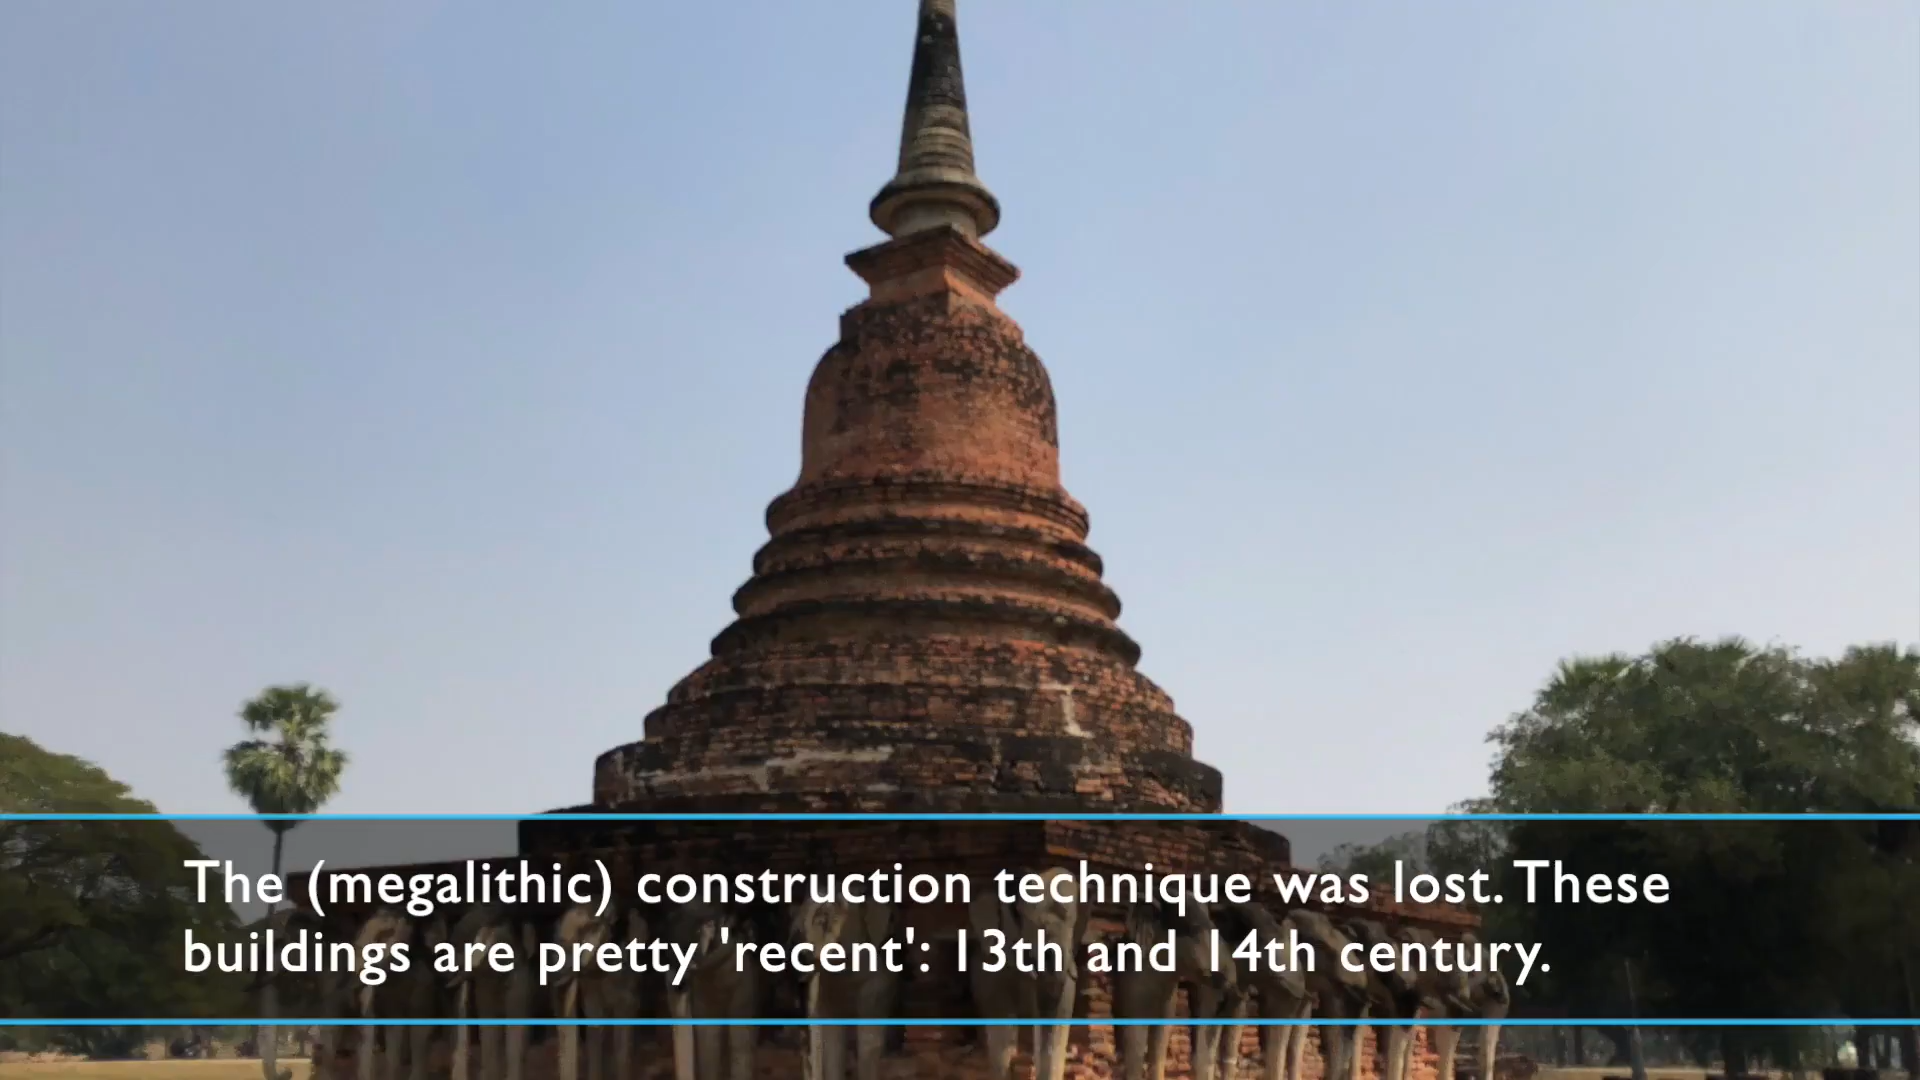 The (megalithic) construction technique was lost. These
buildings are pretty 'recent': 13th and 14th century.